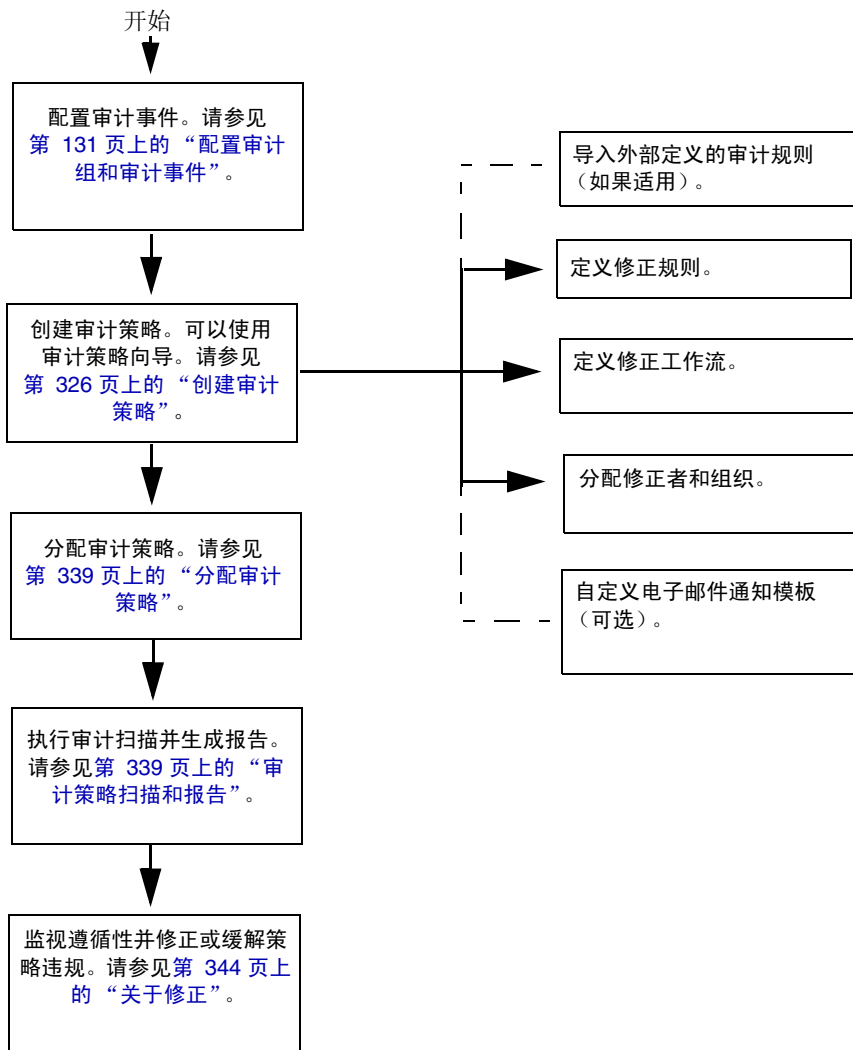 开始
配置审计事件。请参见
第 131 页上的 “配置审计
组和审计事件”。
创建审计策略。可以使用
审计策略向导。请参见
第 326 页上的 “创建审计
策略”。
分配审计策略。请参见
第 339 页上的 “分配审计
策略”。
执行审计扫描并生成报告。
请参见第 339 页上的 “审
计策略扫描和报告”。
监视遵循性并修正或缓解策
略违规。请参见第 344 页上
的 “关于修正”。
导入外部定义的审计规则
（如果适用）。
定义修正规则。
定义修正工作流。
分配修正者和组织。
自定义电子邮件通知模板
（可选）。